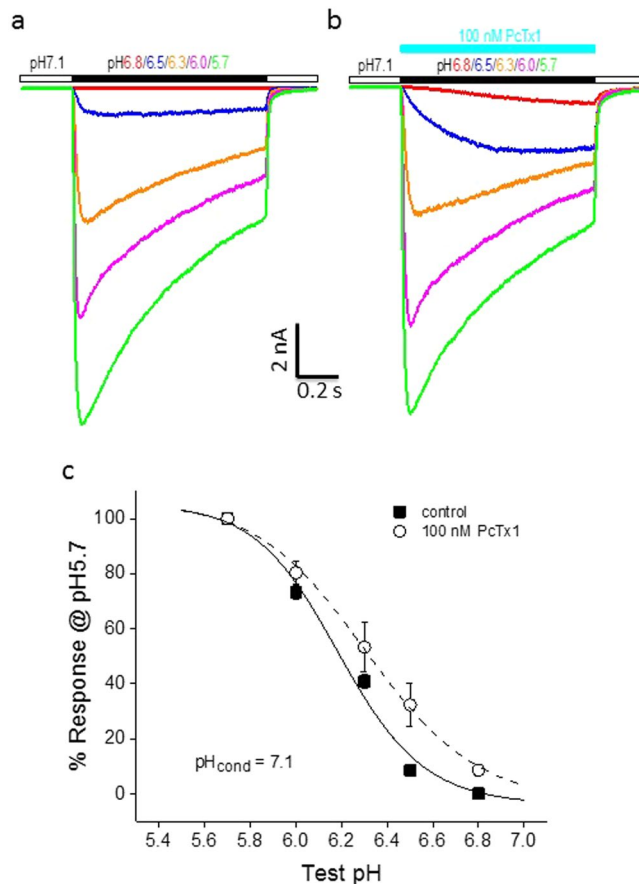 a
pH7.1
pH6.8/6.5/6.3/6.0/5.7
b
100 nM PcTx1
pH7.1
pH6.8/6.5/6.3/6.0/5.7
2 nA
0.2 s
c
% Response @ pH5.7
100
80
60
40
20
0
control
100 nM PcTx1
pHcond = 7.1
5.4 5.6 5.8 6.0 6.2 6.4 6.6 6.8 7.0
Test pH